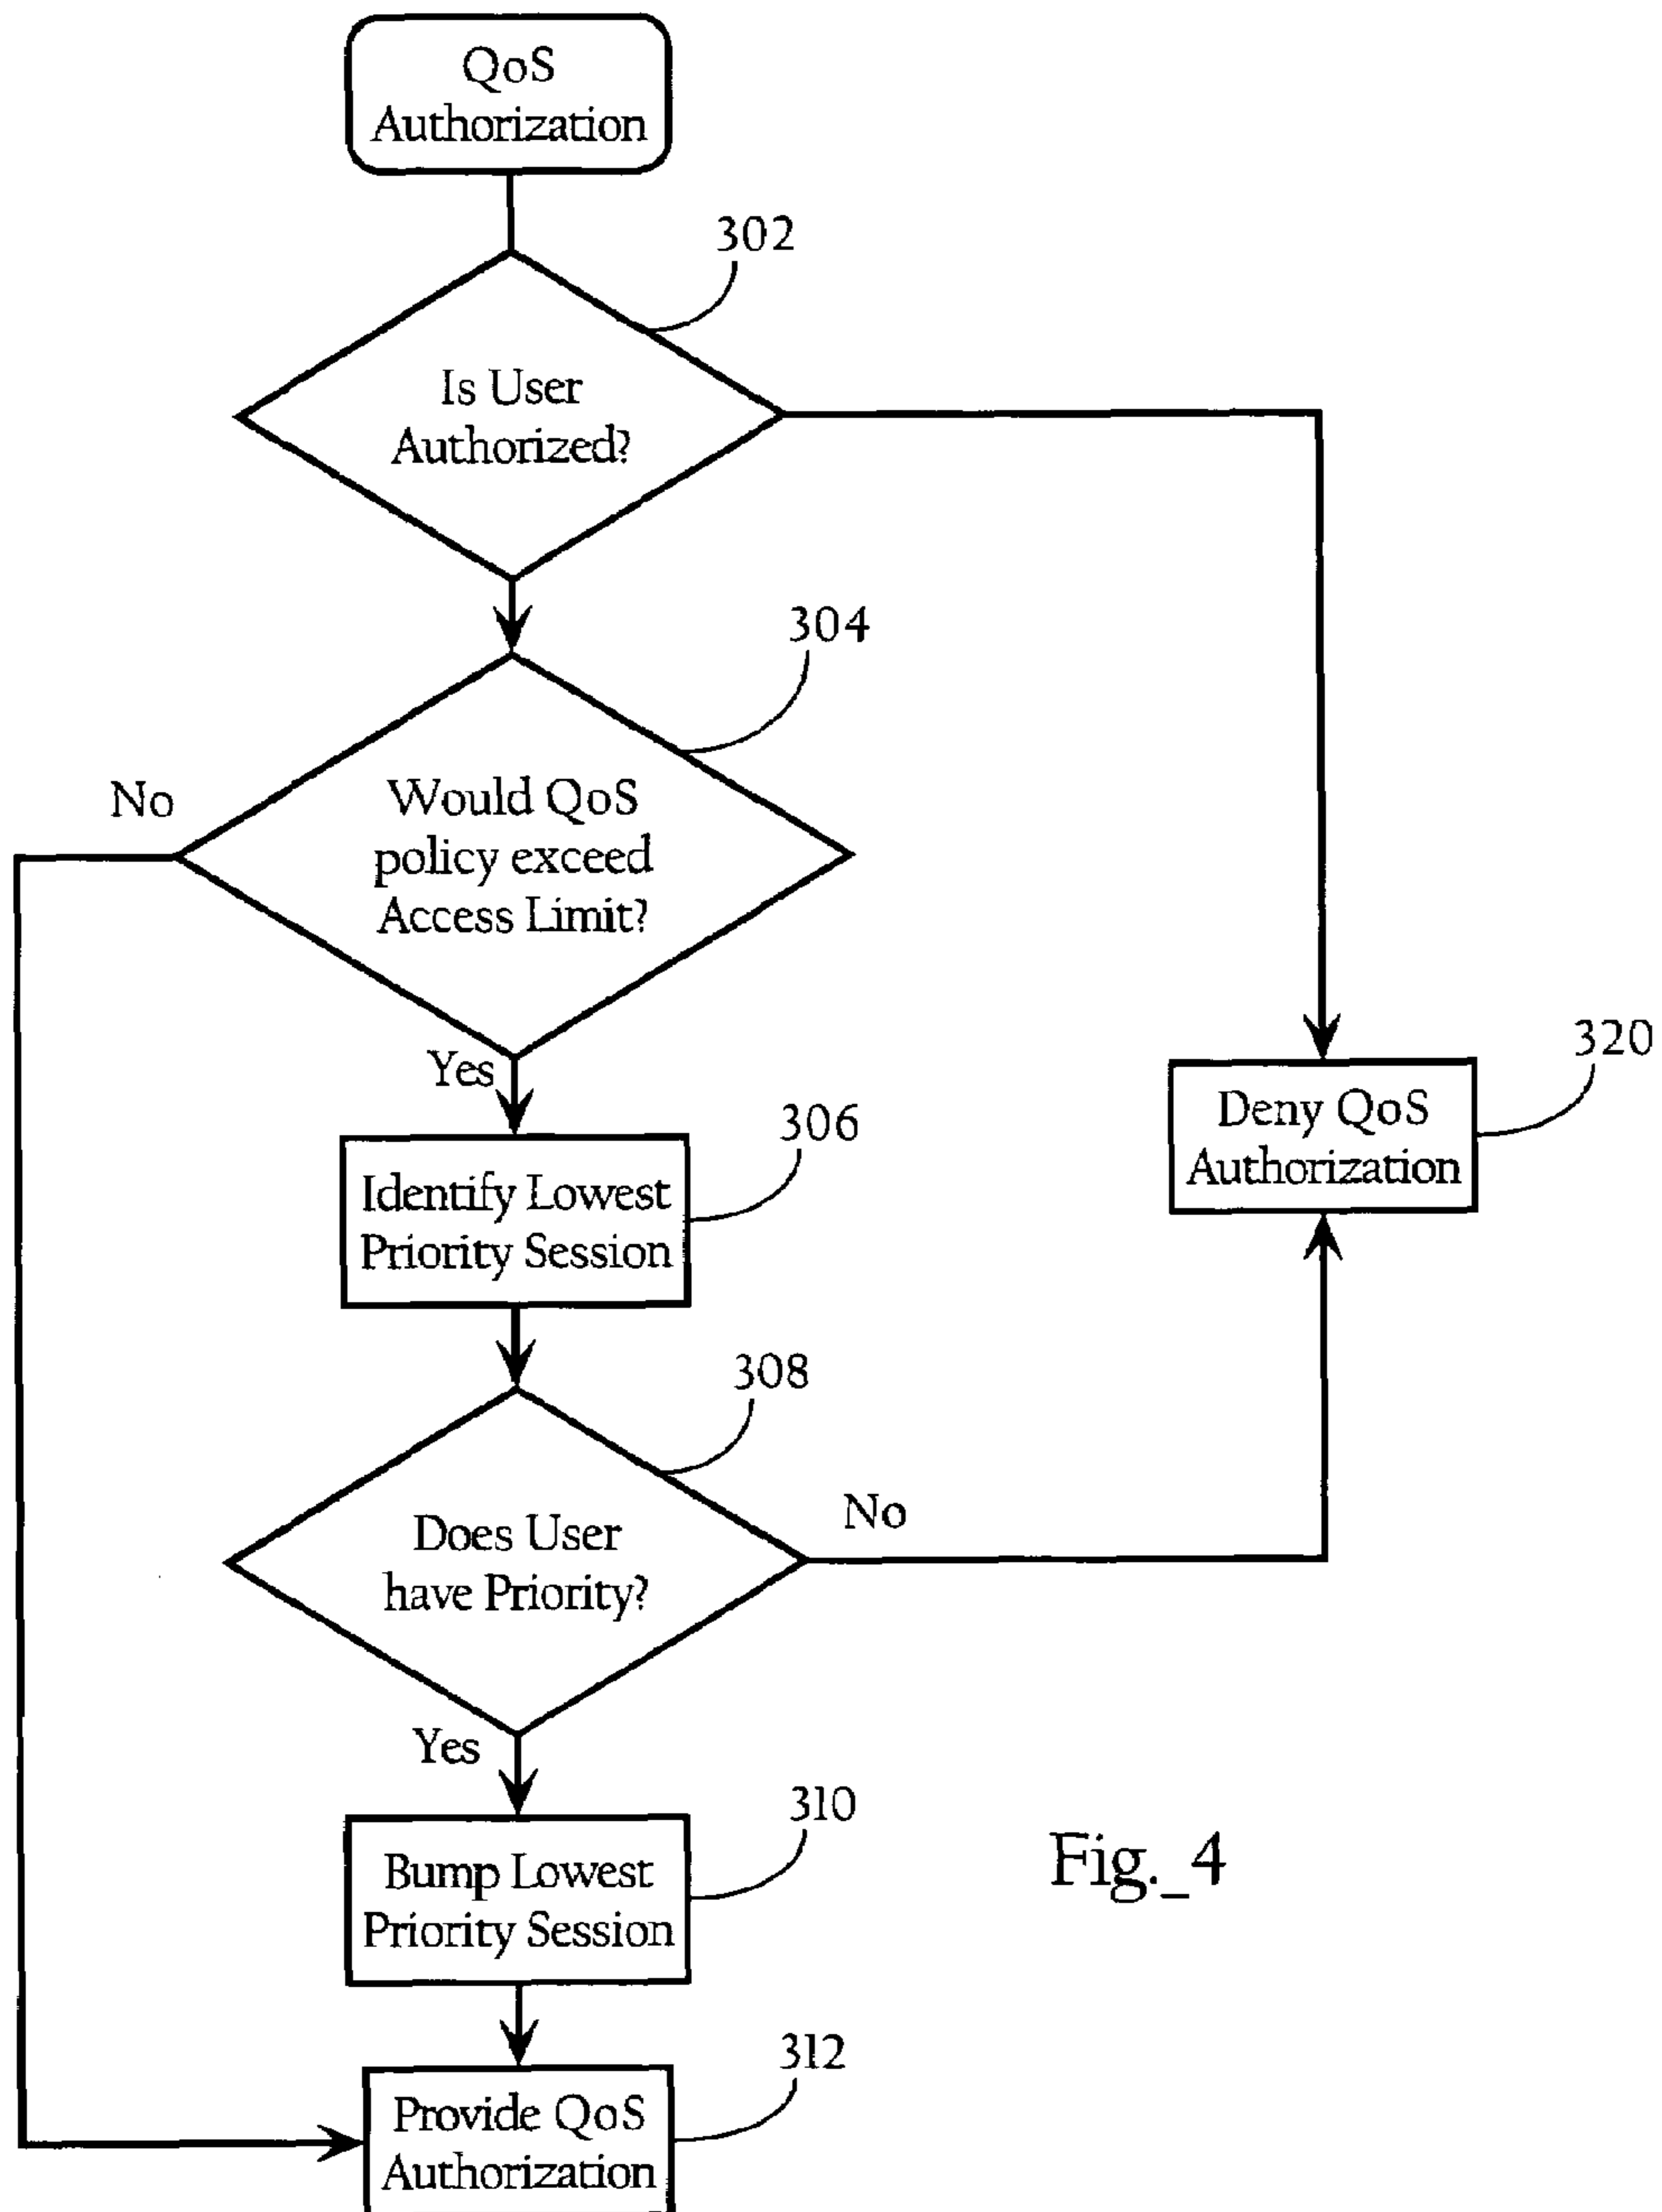 QoS
Authorization
302
Is User
Authorized?
304
No
Would QoS
policy exceed
Access Limit?
Yes
320
Deny QoS
Authorization
306
Identify Lowest
Priority Session
308
No
Does User
have Priority?
Yes
310
Bump Lowest
Priority Session
Fig._4
312
Provide QoS
Authorization